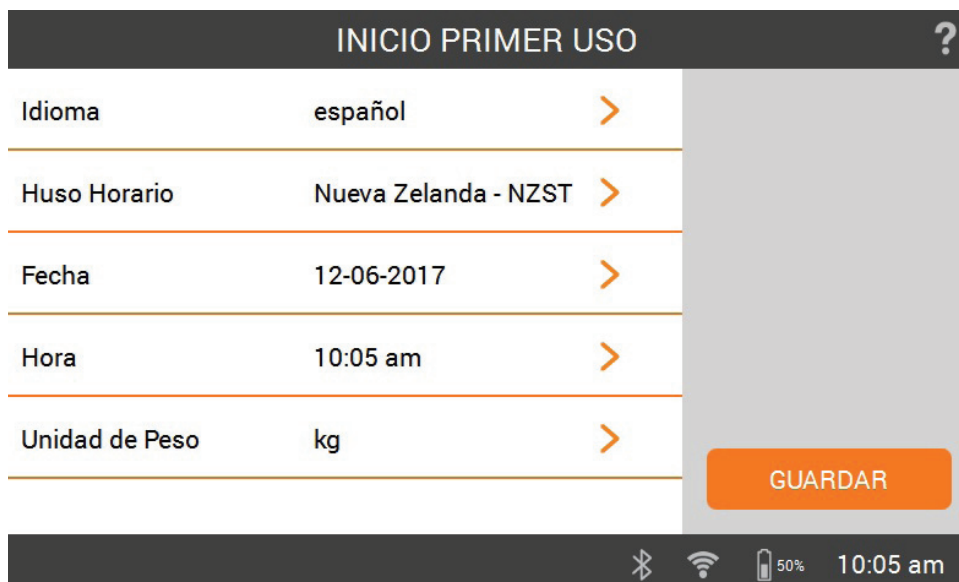 INICIO PRIMER USO ?
Idioma español
Huso Horario Nueva Zelanda - NZST
Fecha 12-06-2017
Hora 10:05 am
Unidad de Peso kg
GUARDAR
50% 10:05 am